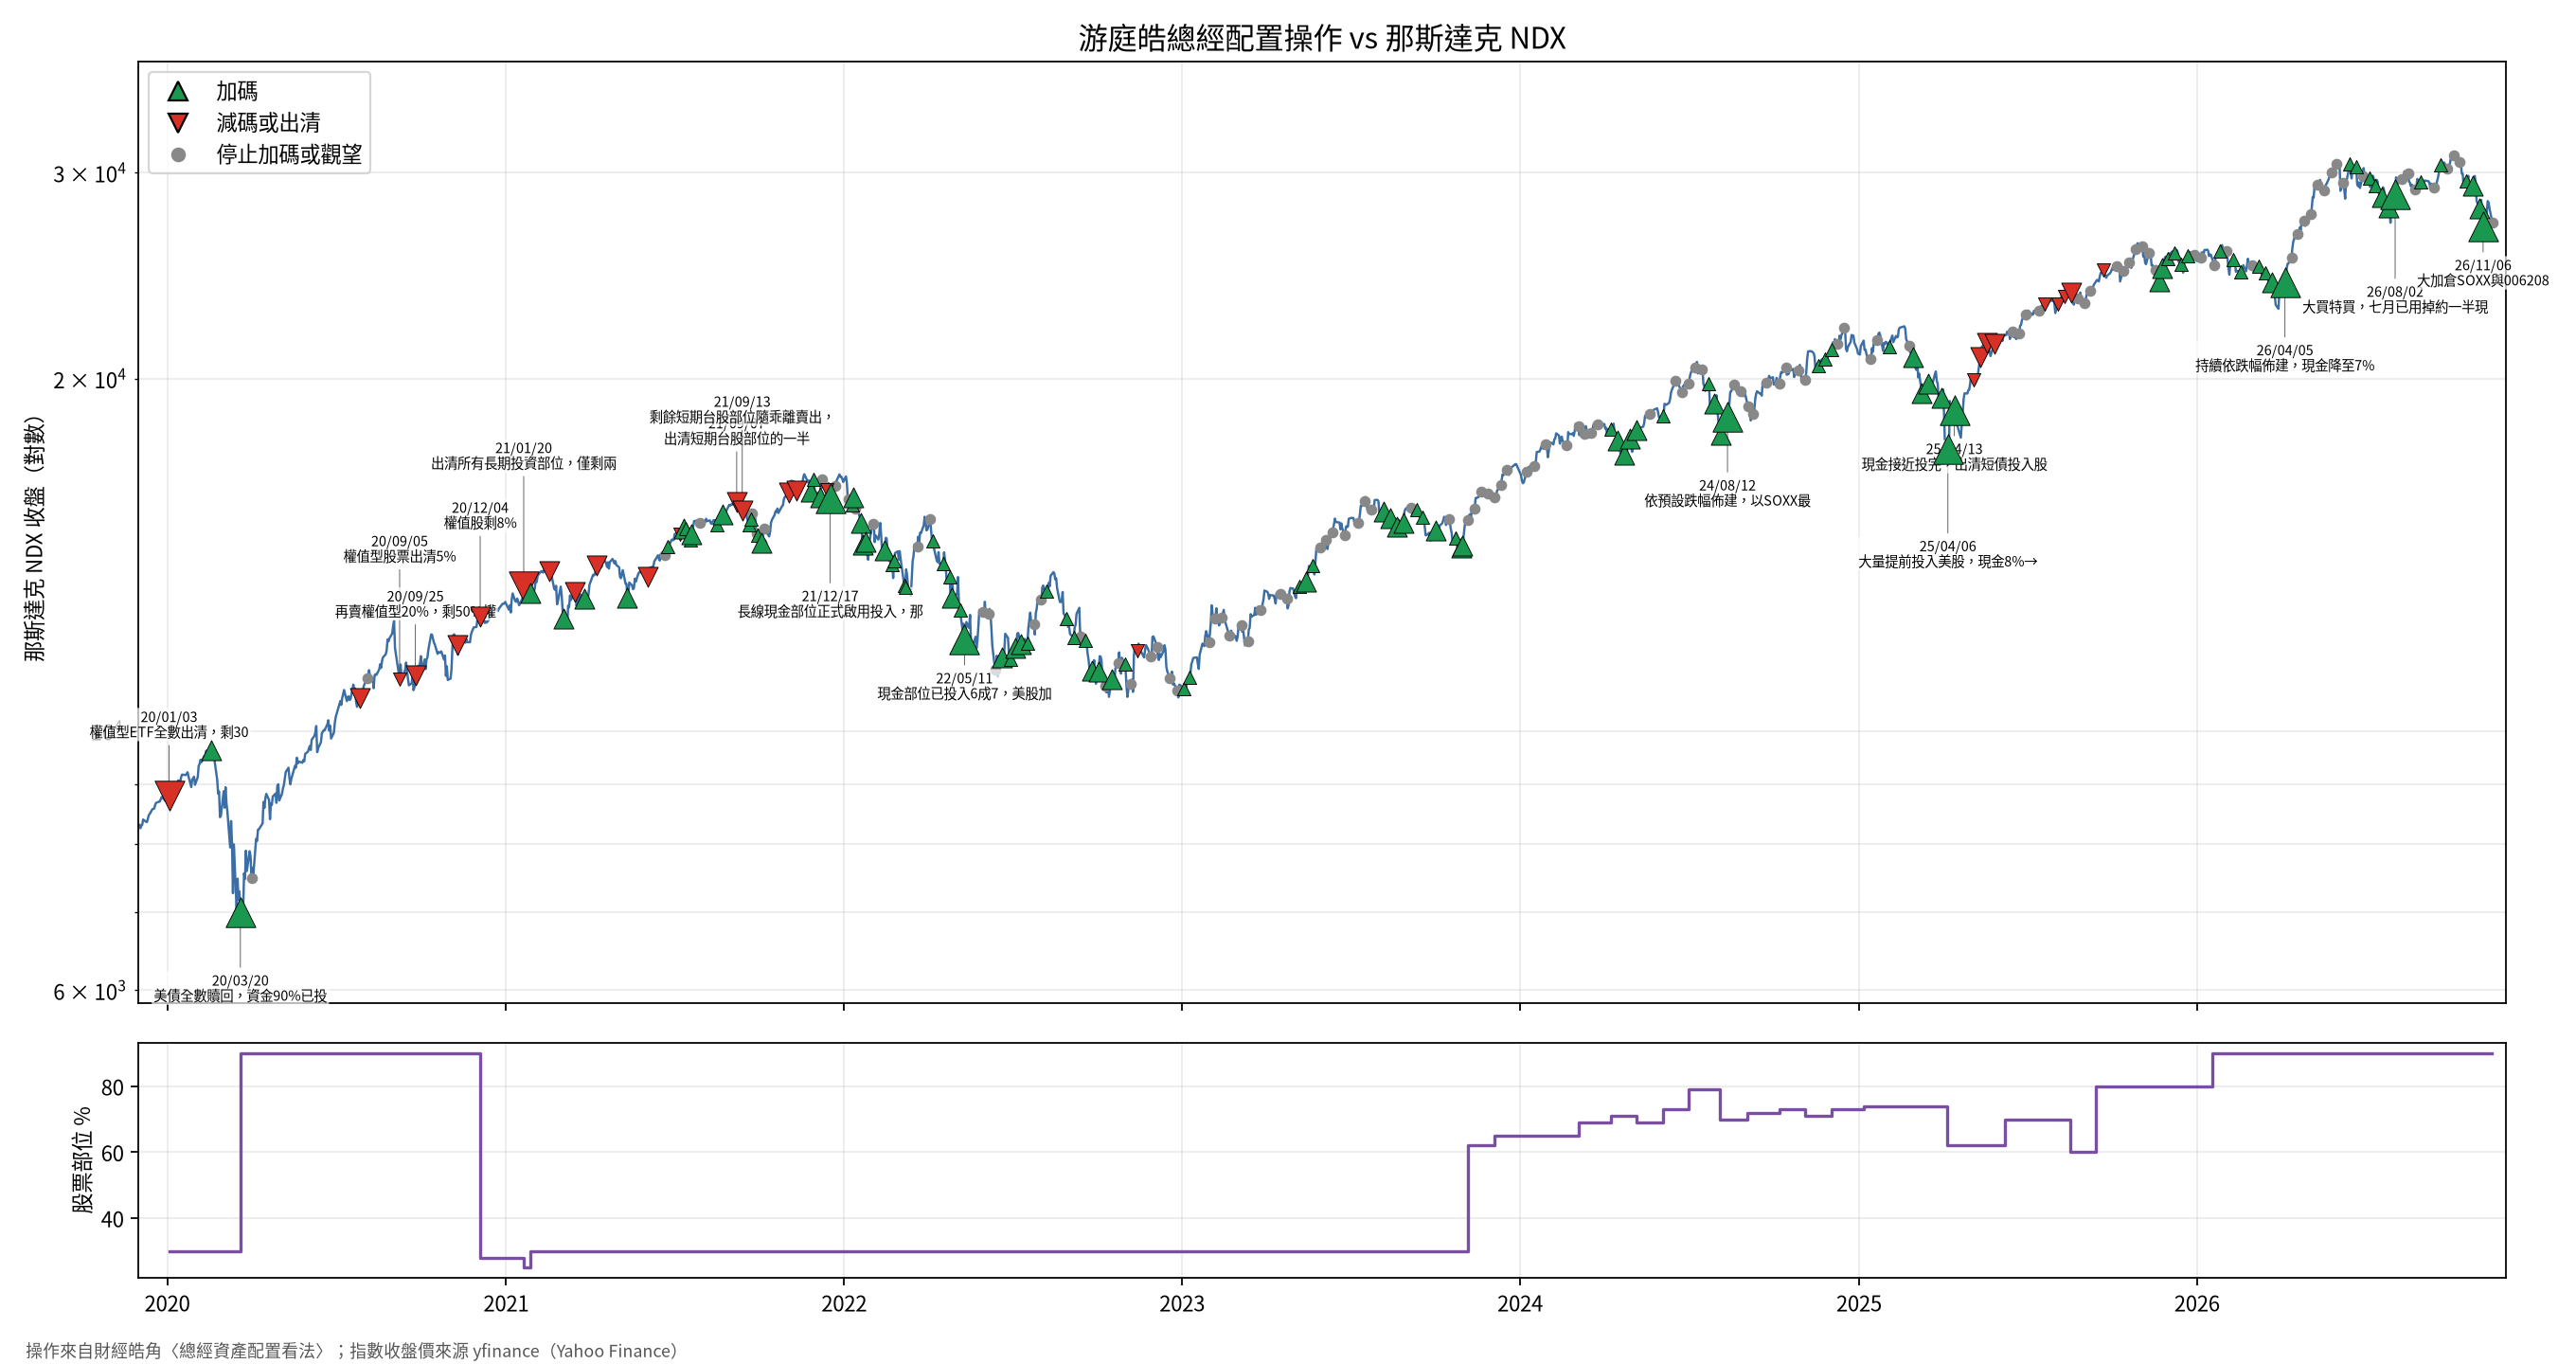 游庭皓總經配置操作 vs 那斯達克 NDX
加碼
減碼或出清
停止加碼或觀望
那斯達克 NDX 收盤（對數）
3 × 10⁴
2 × 10⁴
6 × 10³
20/01/03
權值型ETF全數出清，剩30
20/03/20
美債全數贖回，資金90%已投
20/09/05
權值型股票出清5%
20/09/25
再賣權值型20%，剩50%權
20/12/04
權值股剩8%
21/01/20
出清所有長期投資部位，僅剩兩
21/09/13
剩餘短期台股部位隨乖離賣出，
出清短期台股部位的一半
21/12/17
長線現金部位正式啟用投入，那
22/05/11
現金部位已投入6成7，美股加
24/08/12
依預設跌幅佈建，以SOXX最
25/04/13
現金接近投完，出清短債投入股
25/04/06
大量提前投入美股，現金8%→
26/04/05
持續依跌幅佈建，現金降至7%
26/08/02
大買特買，七月已用掉約一半現
26/11/06
大加倉SOXX與006208
股票部位 %
80
60
40
2020
2021
2022
2023
2024
2025
2026
操作來自財經皓角〈總經資產配置看法〉；指數收盤價來源 yfinance（Yahoo Finance）